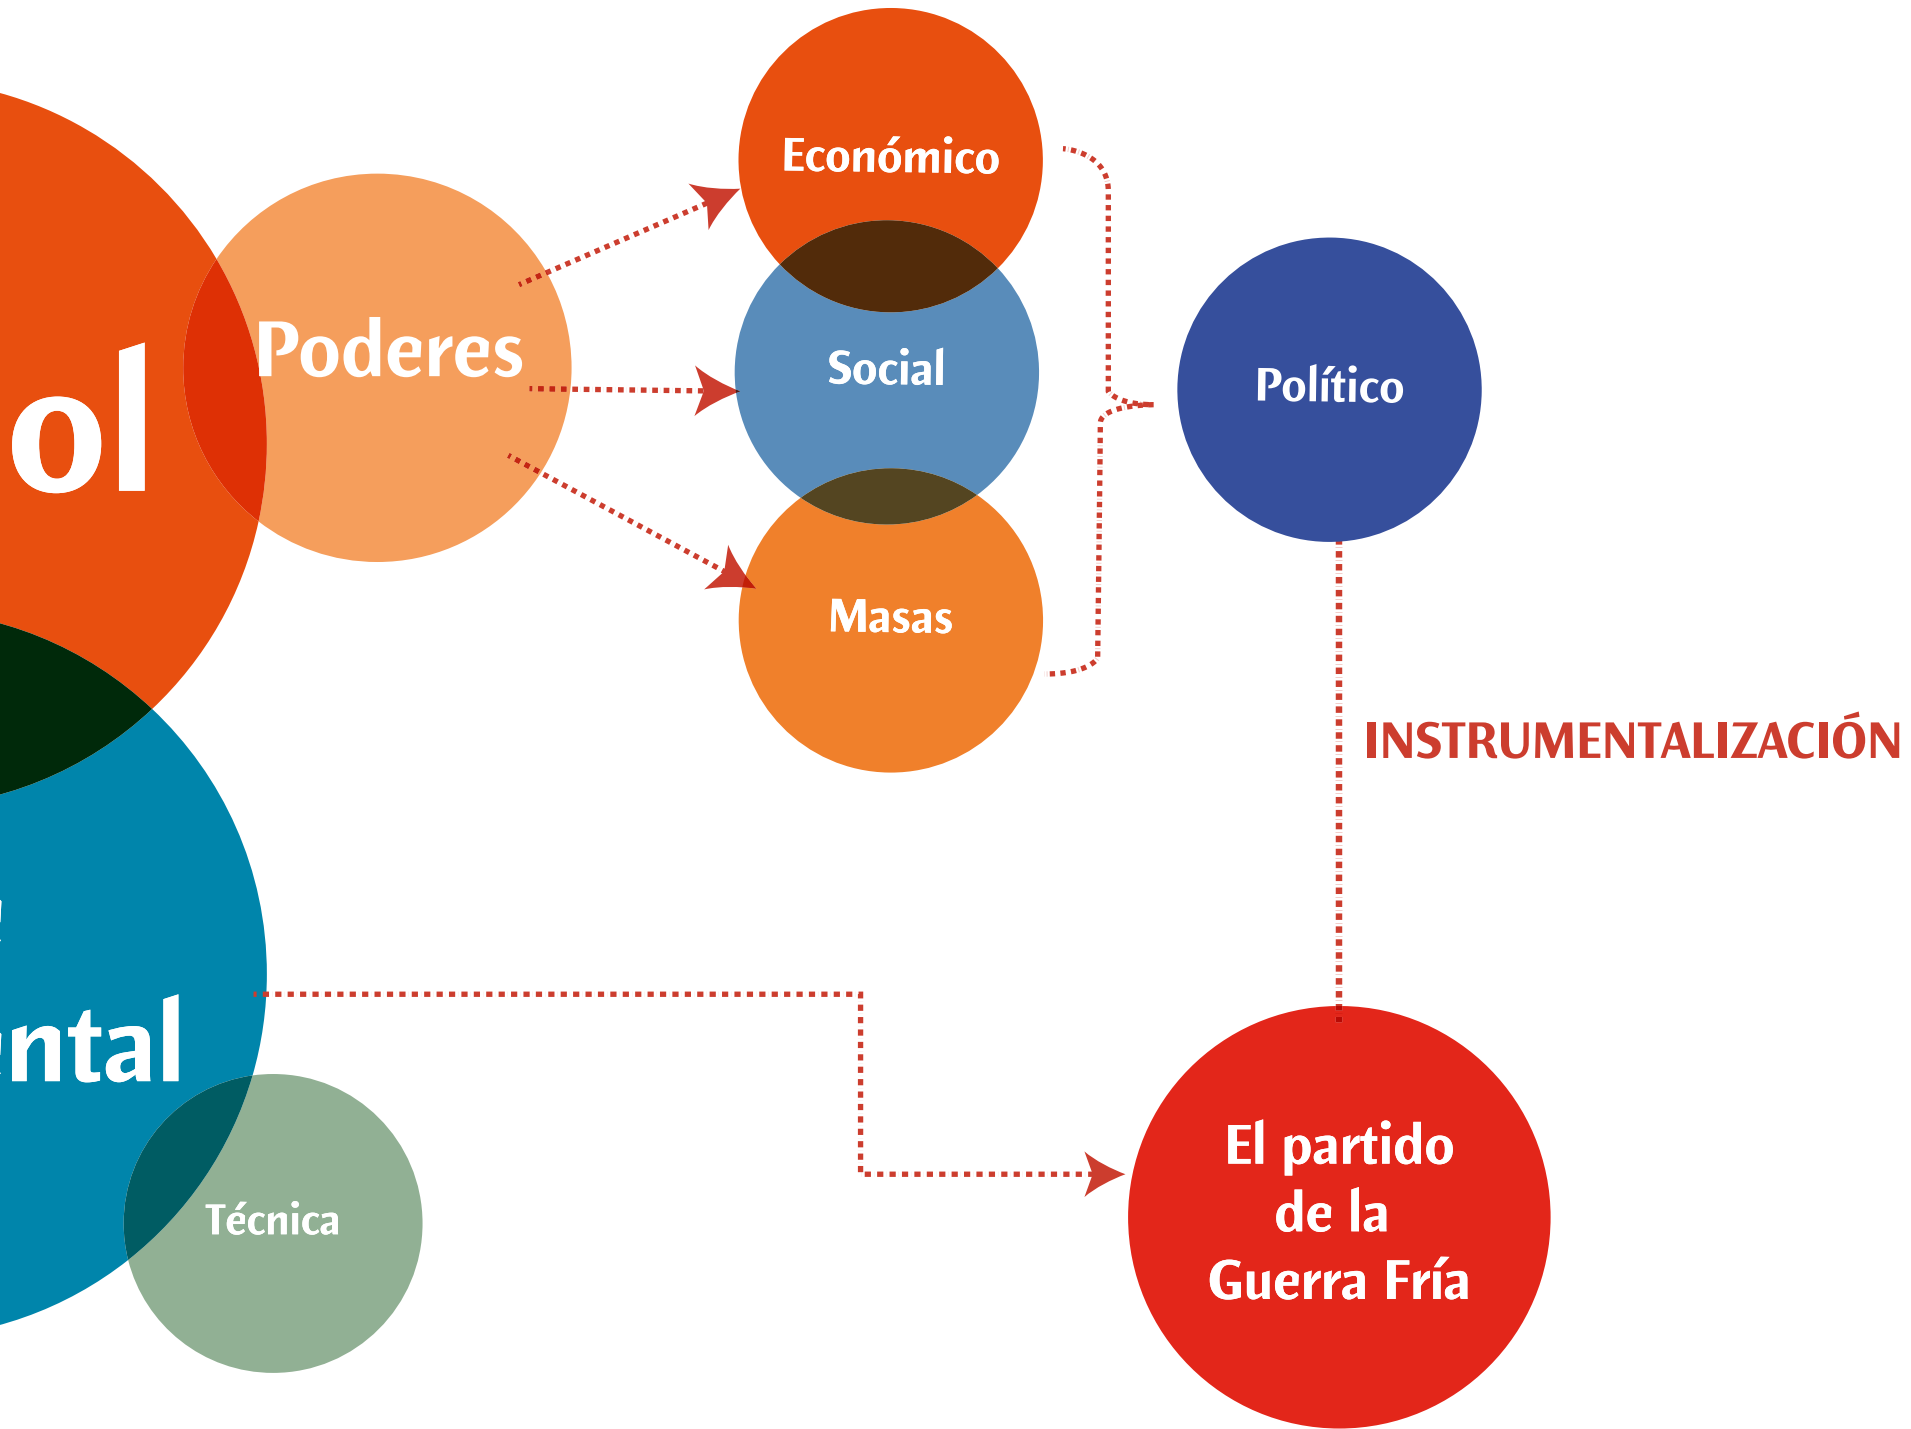 Económico
Poderes
Social
Político
ol
Masas
INSTRUMENTALIZACIÓN
ntal
El partido
de la
Guerra Fría
Técnica